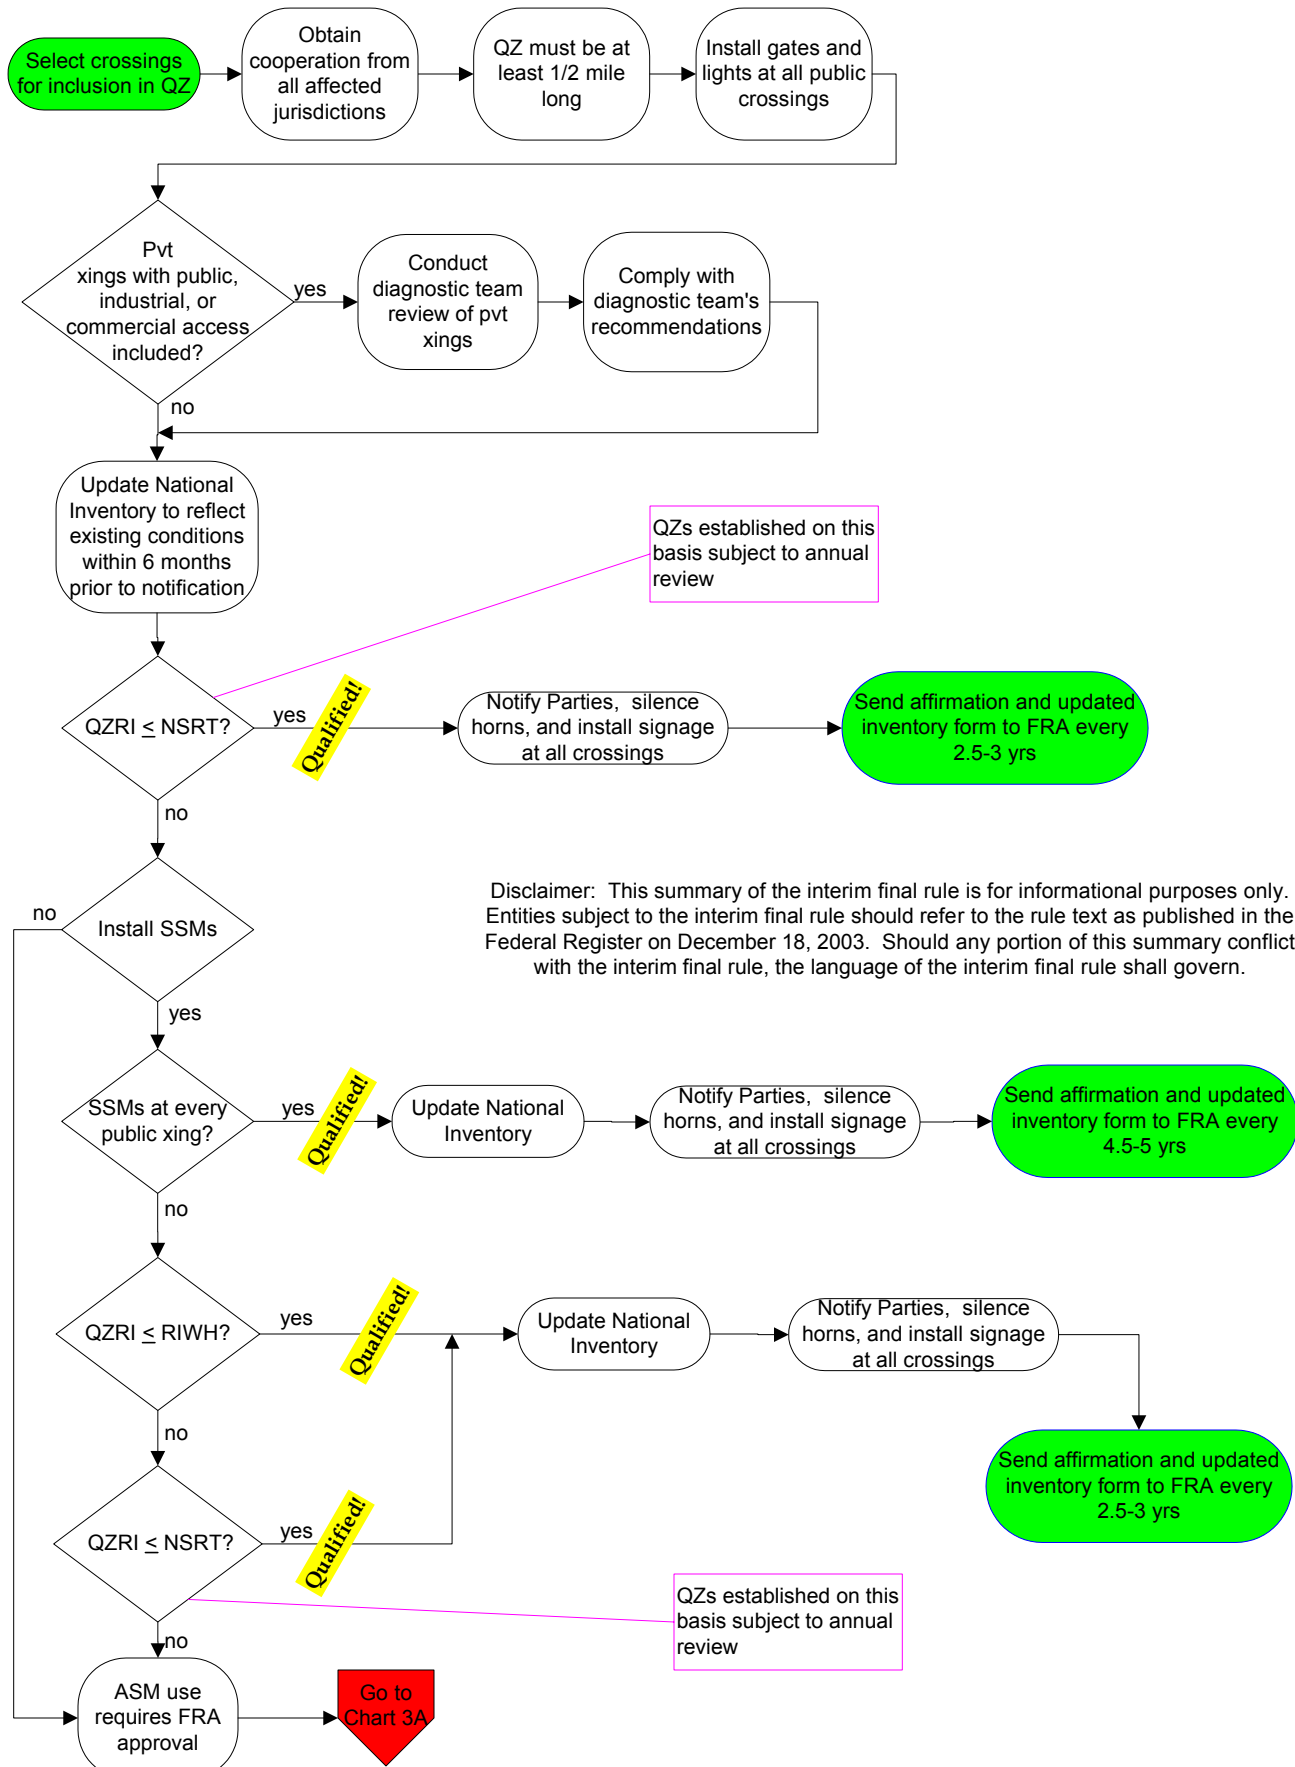 Select crossings
for inclusion in QZ
Obtain
cooperation from
all affected
jurisdictions
QZ must be at
least 1/2 mile
long
Install gates and
lights at all public
crossings
Pvt
xings with public,
industrial, or
commercial access
included?
yes
Conduct
diagnostic team
review of pvt
xings
Comply with
diagnostic team's
recommendations
no
Update National
Inventory to reflect
existing conditions
within 6 months
prior to notification
QZs established on this
basis subject to annual
review
QZRI ≤ NSRT?
yes
Qualified!
Notify Parties,  silence
horns, and install signage
at all crossings
Send affirmation and updated
inventory form to FRA every
2.5-3 yrs
no
Disclaimer:  This summary of the interim final rule is for informational purposes only.
Entities subject to the interim final rule should refer to the rule text as published in the
Federal Register on December 18, 2003.  Should any portion of this summary conflict
with the interim final rule, the language of the interim final rule shall govern.
no
Install SSMs
yes
SSMs at every
public xing?
yes
Qualified!
Update National
Inventory
Notify Parties,  silence
horns, and install signage
at all crossings
Send affirmation and updated
inventory form to FRA every
4.5-5 yrs
no
QZRI ≤ RIWH?
yes
Qualified!
Update National
Inventory
Notify Parties,  silence
horns, and install signage
at all crossings
no
Send affirmation and updated
inventory form to FRA every
2.5-3 yrs
QZRI ≤ NSRT?
yes
Qualified!
QZs established on this
basis subject to annual
review
no
ASM use
requires FRA
approval
Go to
Chart 3A